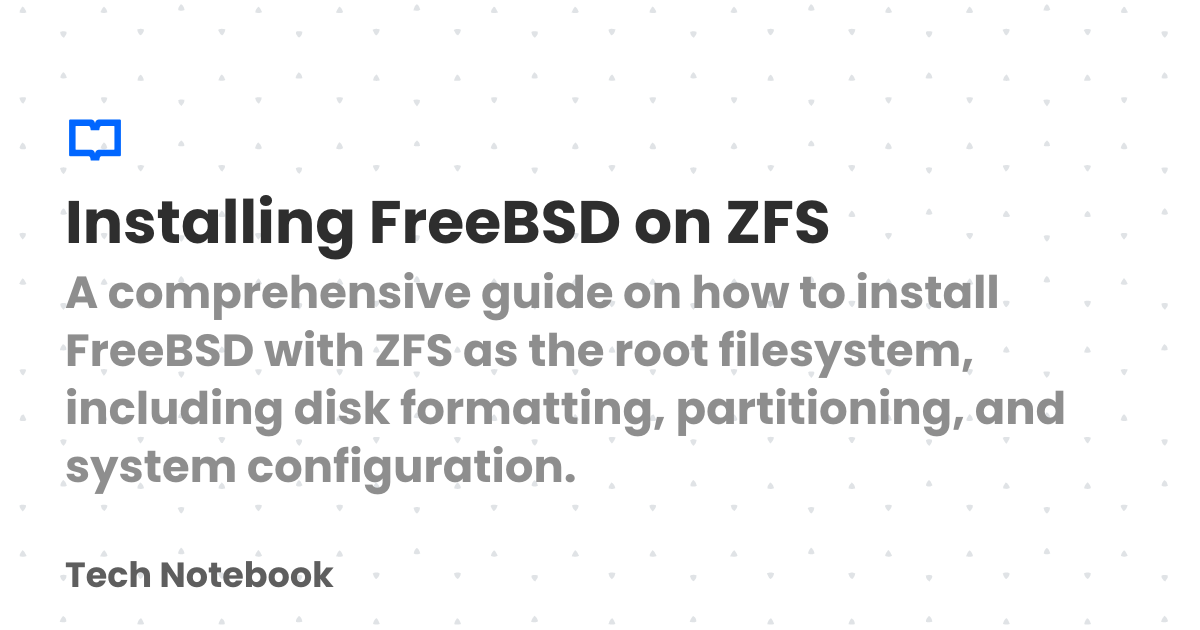 Installing FreeBSD on ZFS
A comprehensive guide on how to install
FreeBSD with ZFS as the root filesystem,
including disk formatting, partitioning, and
system configuration.
Tech Notebook